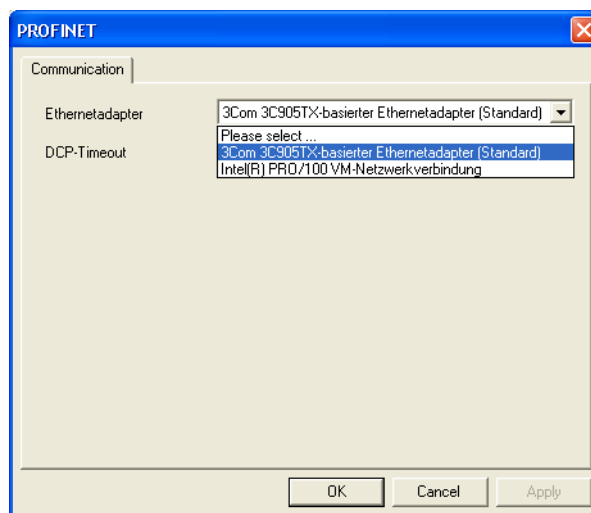 PROFINET
Communication
Ethernetadapter
3Com 3C905TX-basierter Ethernetadapter (Standard)
Please select ...
DCP-Timeout
3Com 3C905TX-basierter Ethernetadapter (Standard)
Intel(R) PRO/100 VM-Netzwerkverbindung
OK
Cancel
Apply